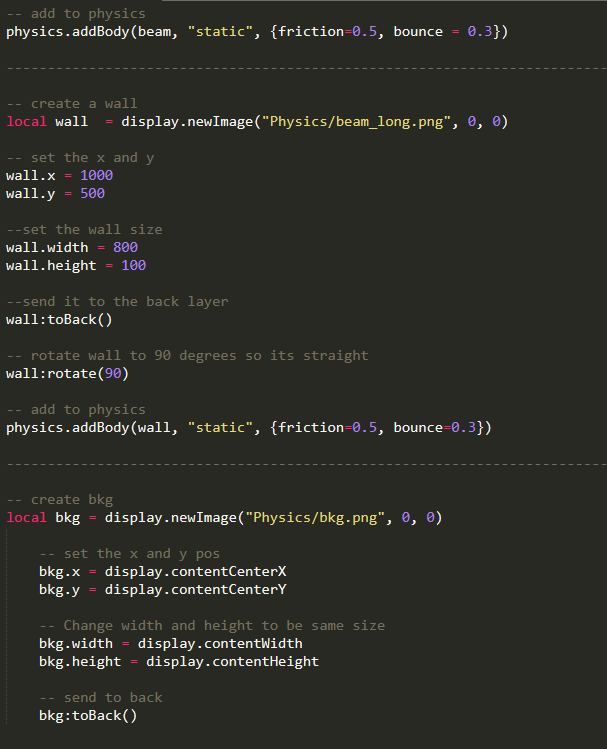 -- add to physics
physics.addBody(beam, "static", {friction=0.5, bounce = 0.3})
--------------------------------------------------------------------------
-- create a wall
local wall  = display.newImage("Physics/beam_long.png", 0, 0)
-- set the x and y
wall.x = 1000
wall.y = 500
--set the wall size
wall.width = 800
wall.height = 100
--send it to the back layer
wall:toBack()
-- rotate wall to 90 degrees so its straight
wall:rotate(90)
-- add to physics
physics.addBody(wall, "static", {friction=0.5, bounce=0.3})
--------------------------------------------------------------------------
-- create bkg
local bkg = display.newImage("Physics/bkg.png", 0, 0)
    -- set the x and y pos
    bkg.x = display.contentCenterX
    bkg.y = display.contentCenterY
    -- Change width and height to be same size
    bkg.width = display.contentWidth
    bkg.height = display.contentHeight
    -- send to back
    bkg:toBack()